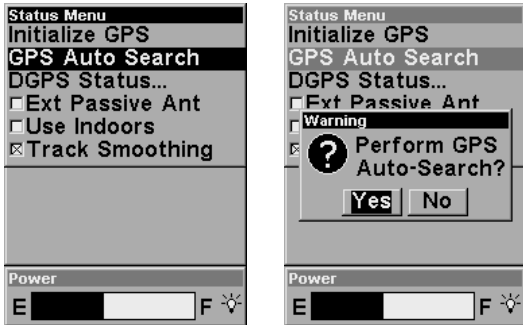 Status Menu
Initialize GPS
GPS Auto Search
DGPS Status...
Ext Passive Ant
Use Indoors
Track Smoothing
Power
E F
Status Menu
Initialize GPS
GPS Auto Search
DGPS Status...
Ext Passive Ant
Warning
Perform GPS
Auto-Search?
Yes No
Power
E F